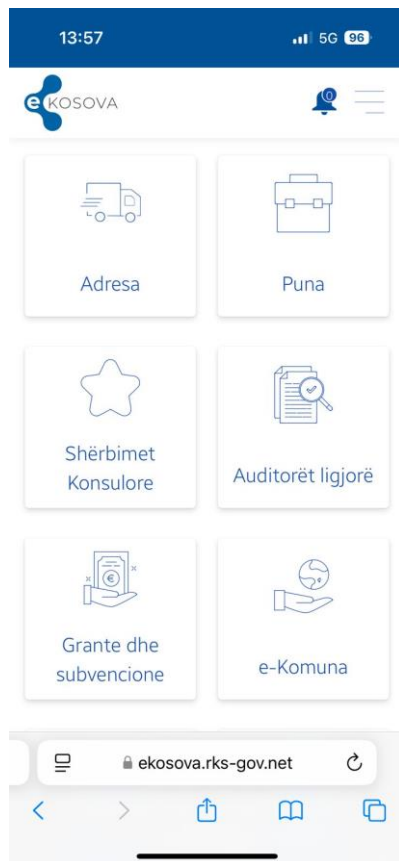 13:57 5G 96
e KOSOVA 0
Adresa
Puna
Shërbimet
Konsulore
Auditorët ligjorë
Grante dhe
subvencione
e-Komuna
ekosova.rks-gov.net